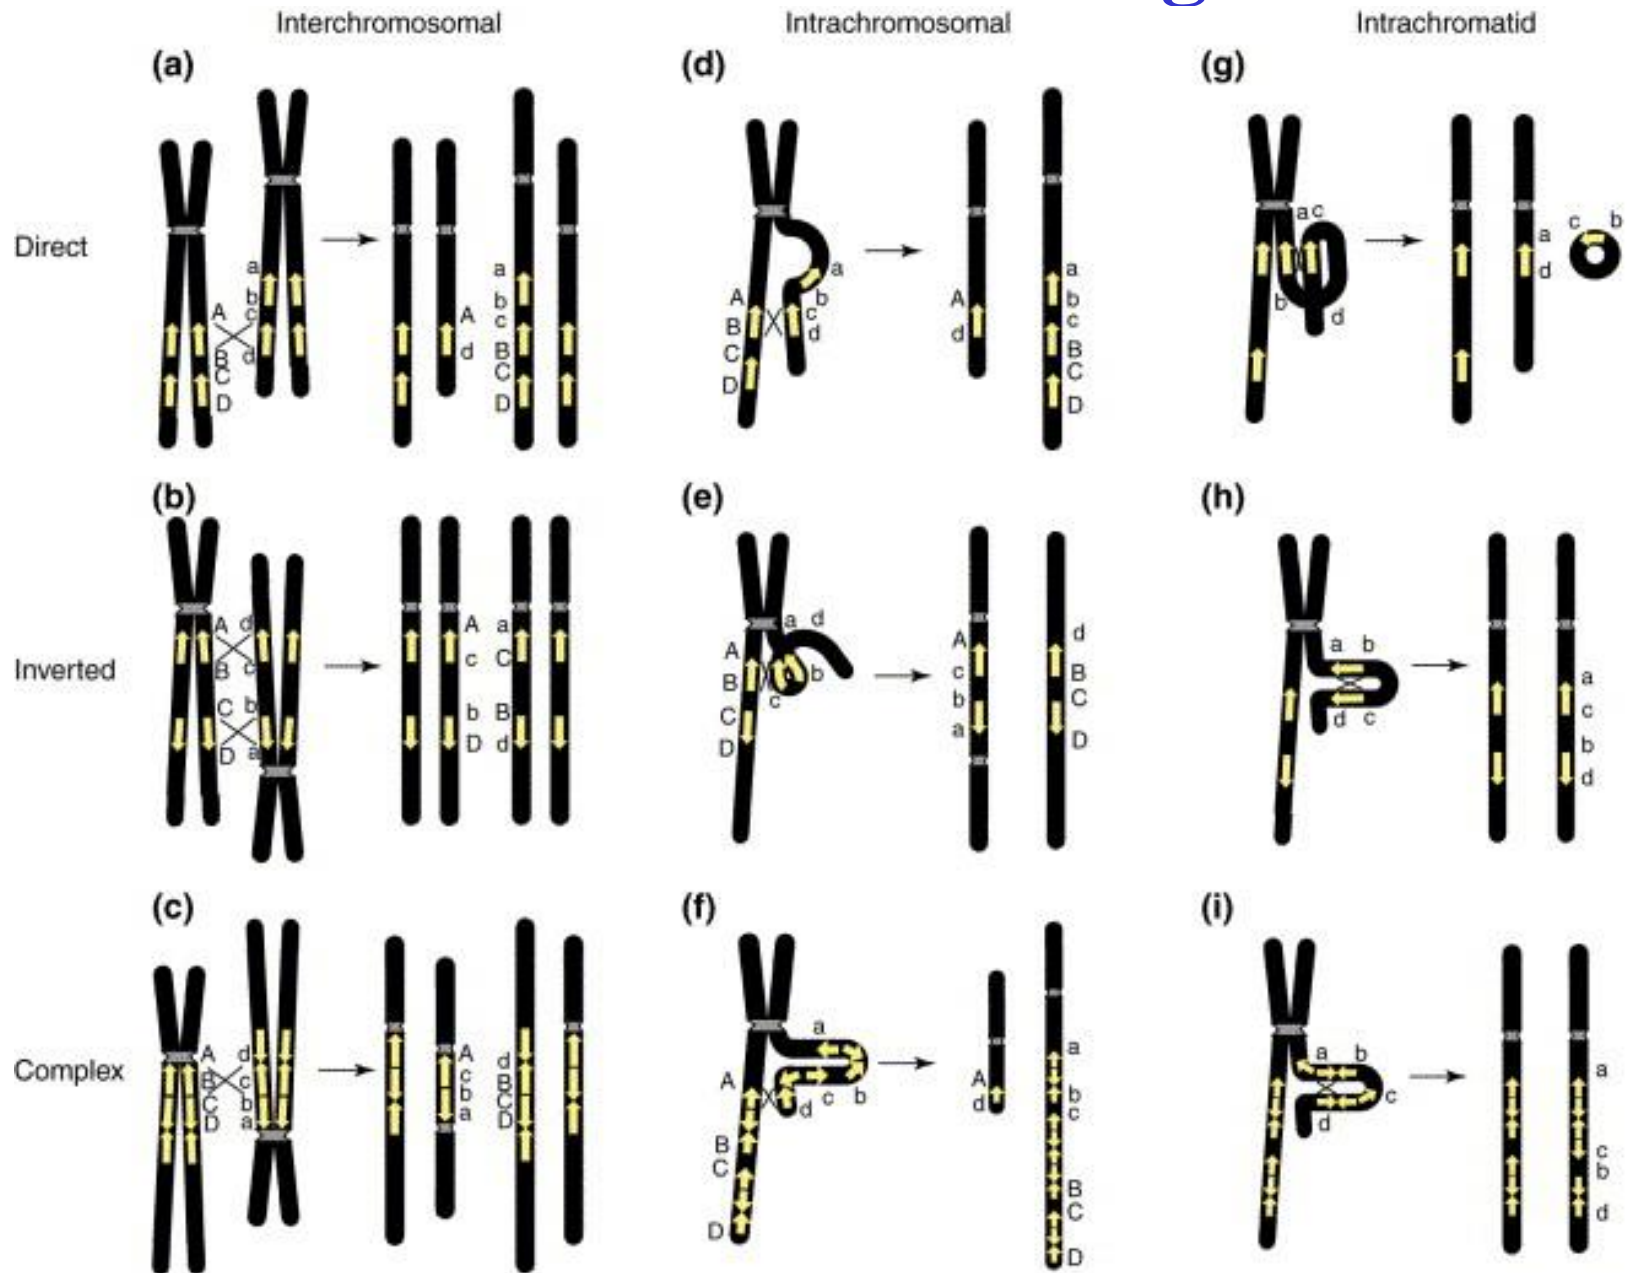 Interchromosomal
Intrachromosomal
Intrachromatid
Direct
(a)
a
b
A c
B d
C
D
A
d
a
b
c
B
C
D
(d)
a
A b
B c
C d
D
A
d
a
b
c
B
C
D
(g)
a c
b
d
a
d
c b
Inverted
(b)
A d
B c
C b
D a
A
c
b
D
a
C
B
d
(e)
a d
A
B b
c
C
D
A
c
b
a
d
B
C
D
(h)
a b
d c
a
c
b
d
Complex
(c)
A d
B c
C b
D a
A
c
b
a
d
B
C
D
(f)
a
A
d c b
B
C
D
A
d
a
b
c
B
C
D
(i)
a b
c
d
a
c
b
d